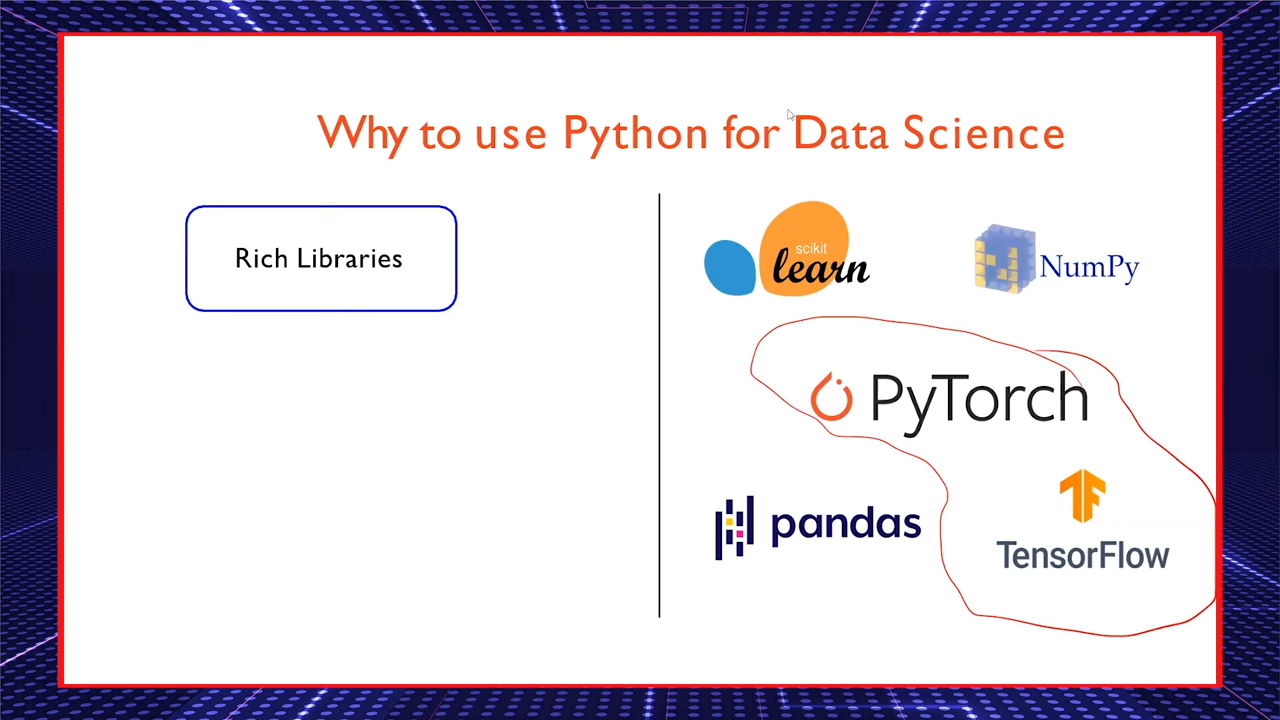 Why to use Python for Data Science
Rich Libraries
scikit
learn
NumPy
PyTorch
pandas
TensorFlow